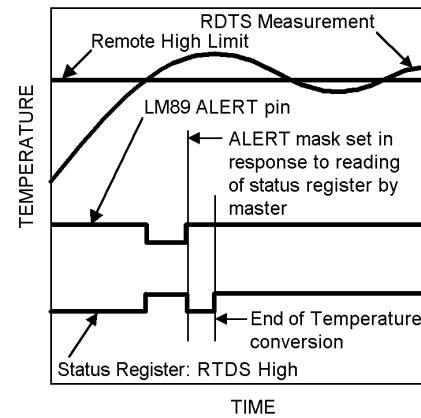 RDTS Measurement
Remote High Limit
LM89 ALERT pin
ALERT mask set in
response to reading
of status register by
master
End of Temperature
conversion
Status Register: RTDS High
TEMPERATURE
TIME